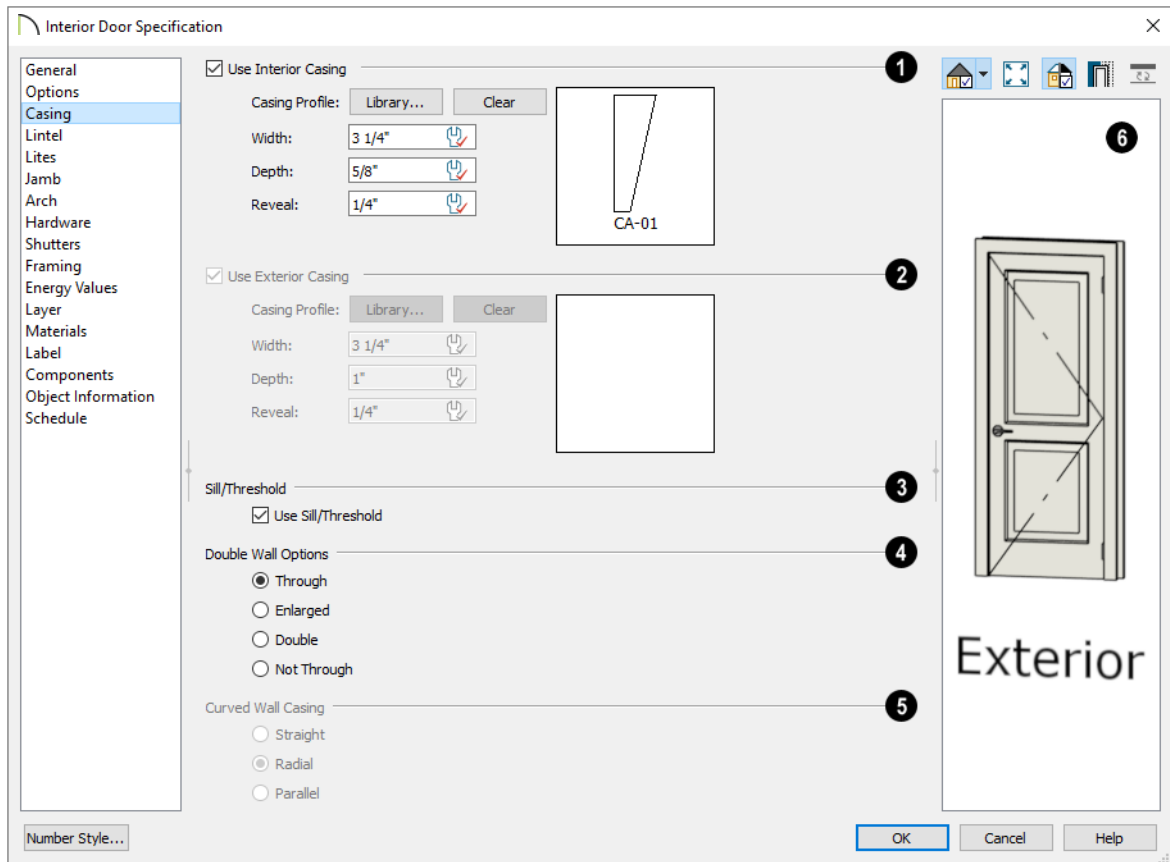 Interior Door Specification
General
Options
Casing
Lintel
Lites
Jamb
Arch
Hardware
Shutters
Framing
Energy Values
Layer
Materials
Label
Components
Object Information
Schedule
Use Interior Casing
1
Casing Profile: Library... Clear
Width: 3 1/4"
Depth: 5/8"
Reveal: 1/4"
CA-01
Use Exterior Casing
2
Casing Profile: Library... Clear
Width: 3 1/4"
Depth: 1"
Reveal: 1/4"
Sill/Threshold
3
Use Sill/Threshold
Double Wall Options
4
Through
Enlarged
Double
Not Through
Curved Wall Casing
5
Straight
Radial
Parallel
6
Exterior
Number Style... OK Cancel Help